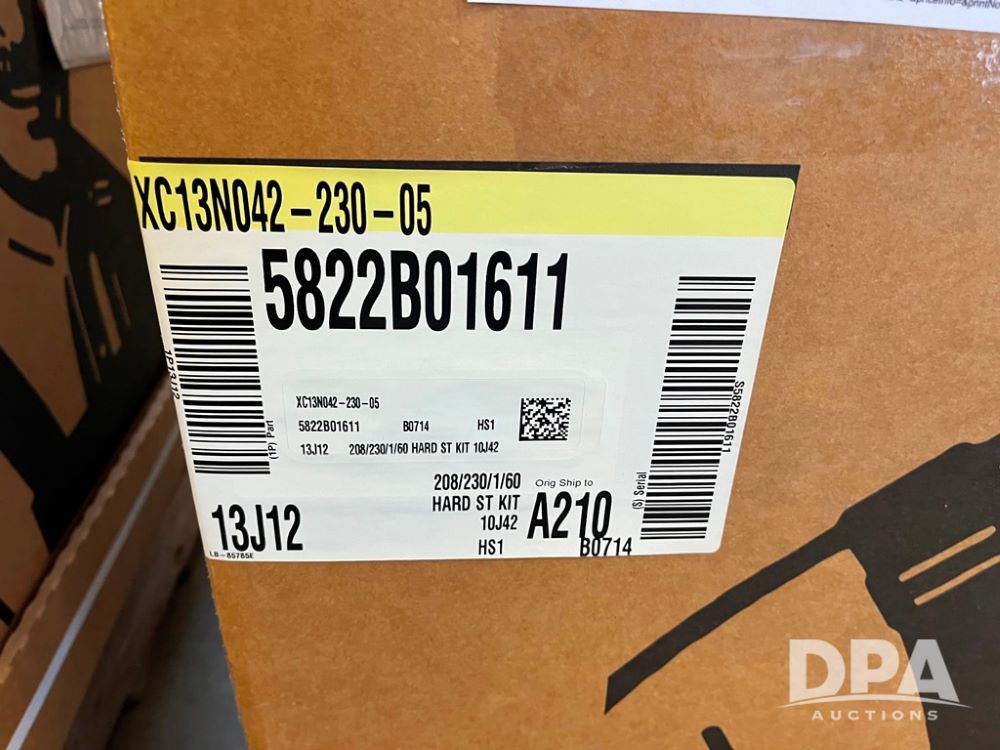 XC13N042-230-05
5822B01611
1P13J12
(1P) Part
XC13N042-230-05
5822B01611 B0714 HS1
13J12 208/230/1/60 HARD ST KIT 10J42
S5822B01611
(S) Serial
208/230/1/60
HARD ST KIT
10J42
HS1
Orig Ship to
A210
B0714
13J12
LB-85785E
DPA
AUCTIONS